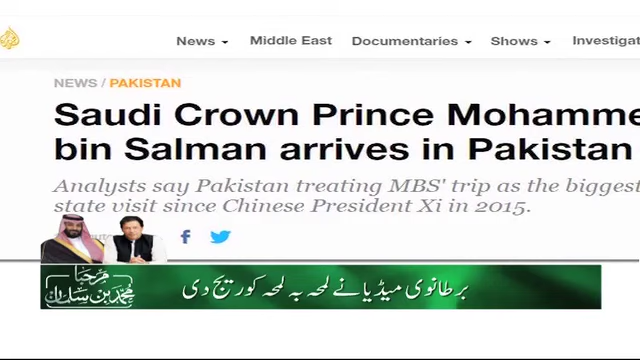 News Middle East Documentaries Shows Investigat
NEWS / PAKISTAN
Saudi Crown Prince Mohamme
bin Salman arrives in Pakistan
Analysts say Pakistan treating MBS' trip as the biggest
state visit since Chinese President Xi in 2015.
مرحبا
محمد بن سلمان
برطانوی میڈیا نے لمحہ بہ لمحہ کوریج دی